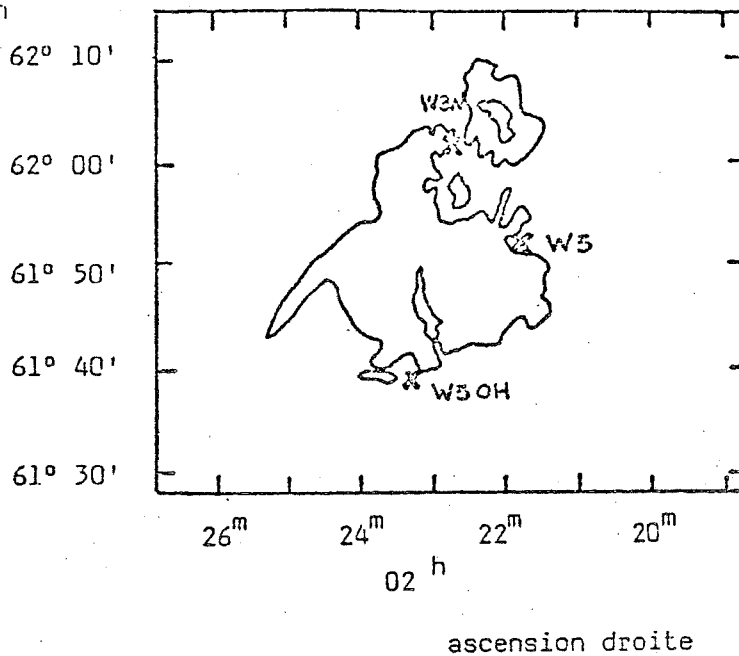 n
62° 10'
W3N
62° 00'
W5
61° 50'
61° 40'
W5 OH
61° 30'
26ᵐ 24ᵐ 22ᵐ 20ᵐ
02 ʰ
ascension droite